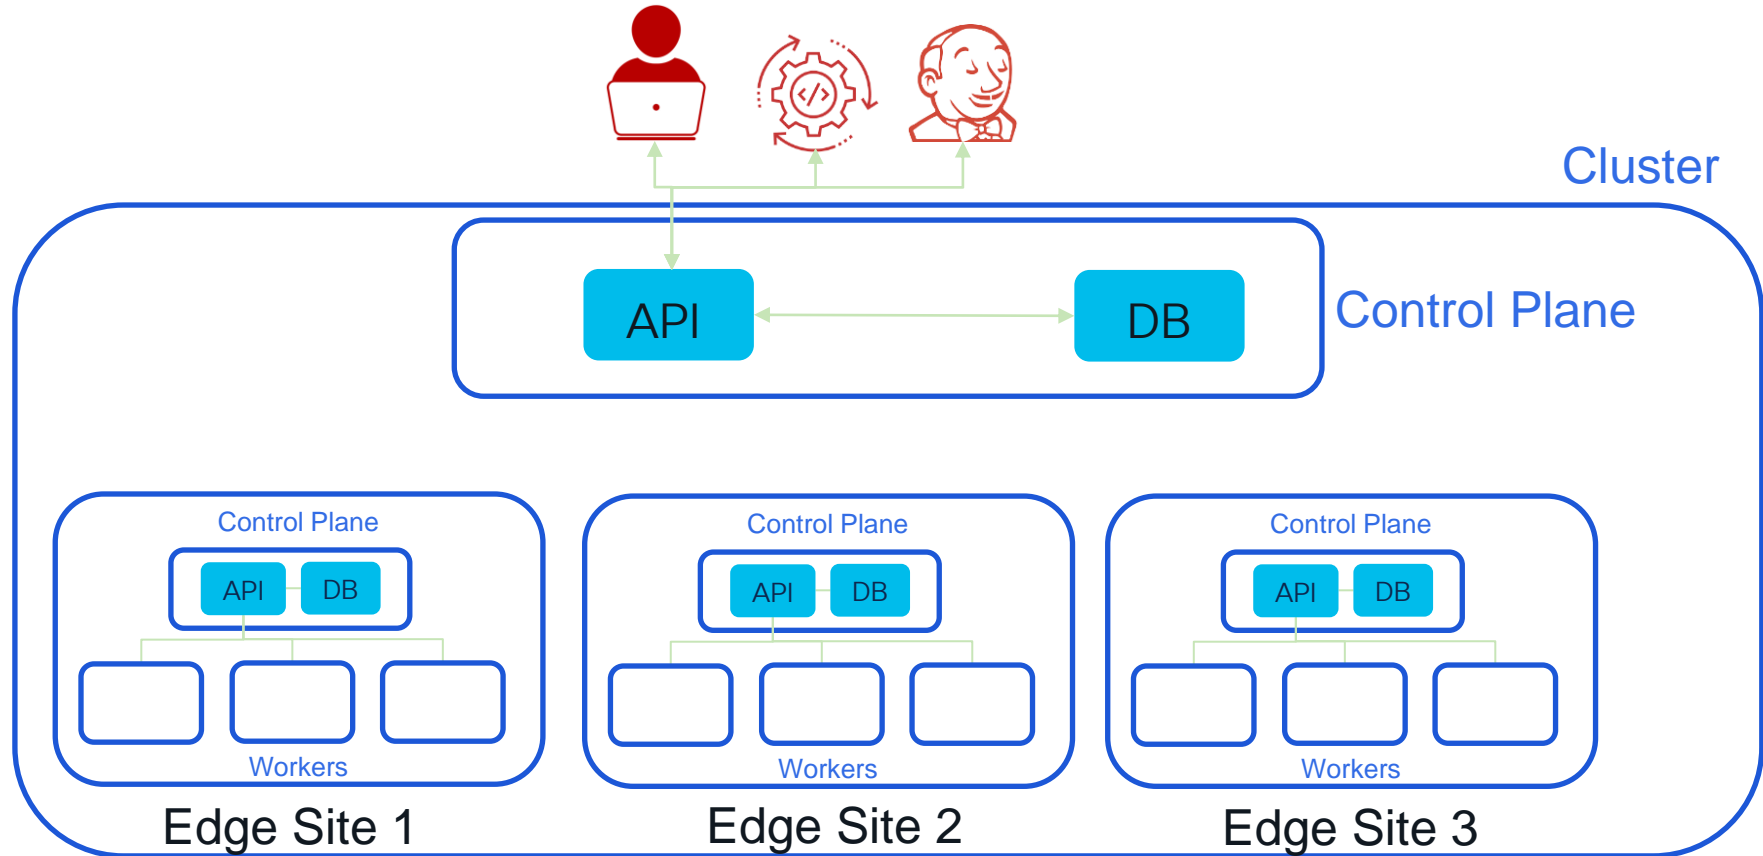 Cluster
API
DB
Control Plane
Control Plane
API
DB
Workers
Edge Site 1
Control Plane
API
DB
Workers
Edge Site 2
Control Plane
API
DB
Workers
Edge Site 3